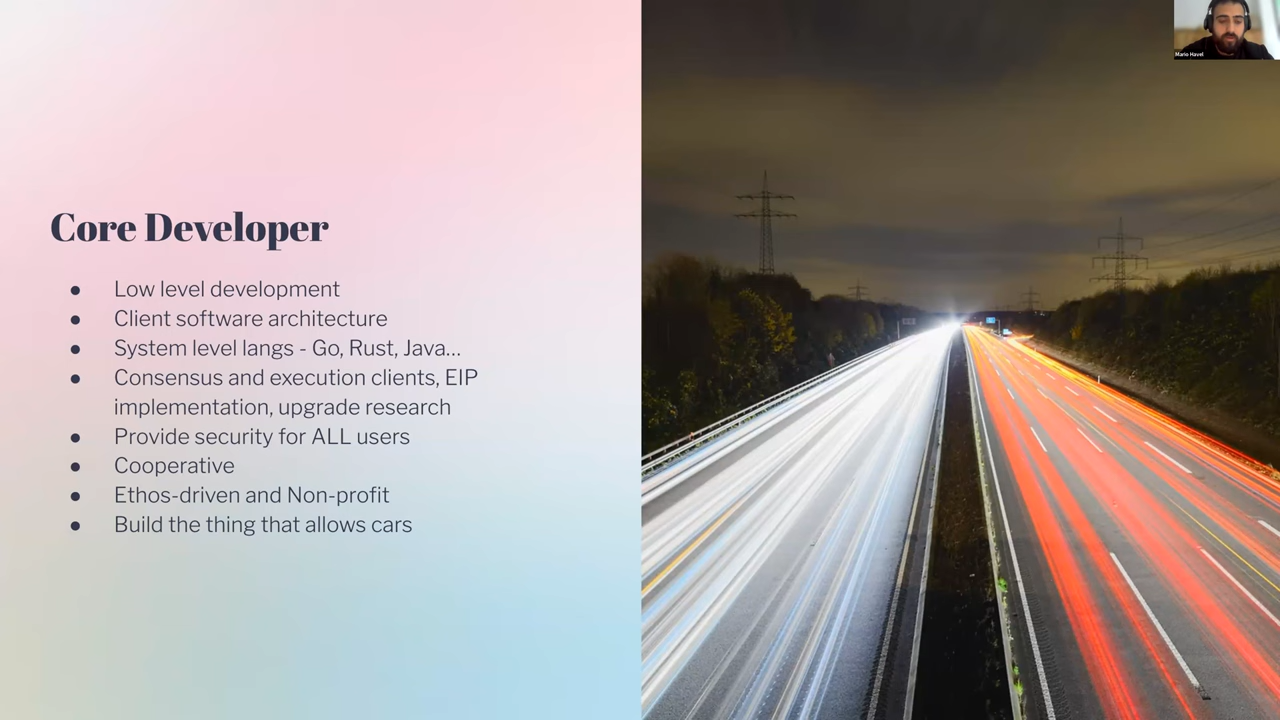 Mario Havel
Core Developer
● Low level development
● Client software architecture
● System level langs - Go, Rust, Java...
● Consensus and execution clients, EIP
implementation, upgrade research
● Provide security for ALL users
● Cooperative
● Ethos-driven and Non-profit
● Build the thing that allows cars